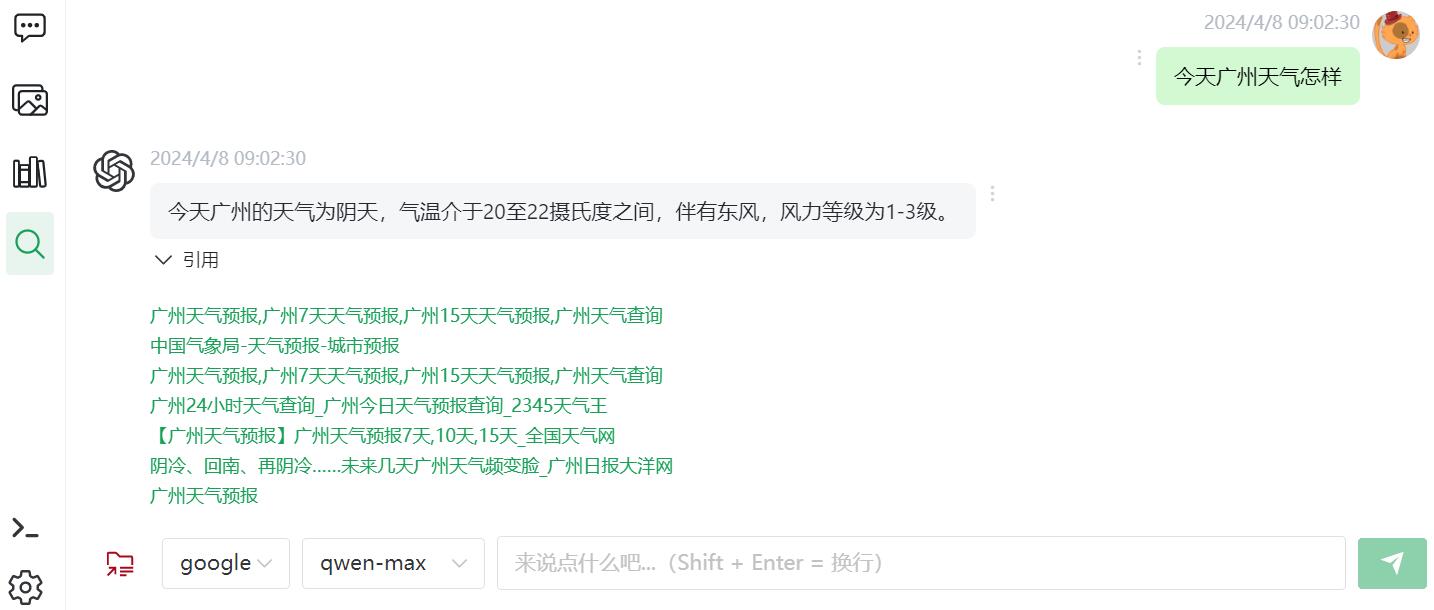 2024/4/8 09:02:30
今天广州天气怎样
2024/4/8 09:02:30
今天广州的天气为阴天，气温介于20至22摄氏度之间，伴有东风，风力等级为1-3级。
引用
广州天气预报,广州7天天气预报,广州15天天气预报,广州天气查询
中国气象局-天气预报-城市预报
广州天气预报,广州7天天气预报,广州15天天气预报,广州天气查询
广州24小时天气查询_广州今日天气预报查询_2345天气王
【广州天气预报】广州天气预报7天,10天,15天_全国天气网
阴冷、回南、再阴冷……未来几天广州天气频变脸_广州日报大洋网
广州天气预报
google
qwen-max
来说点什么吧...（Shift + Enter = 换行）